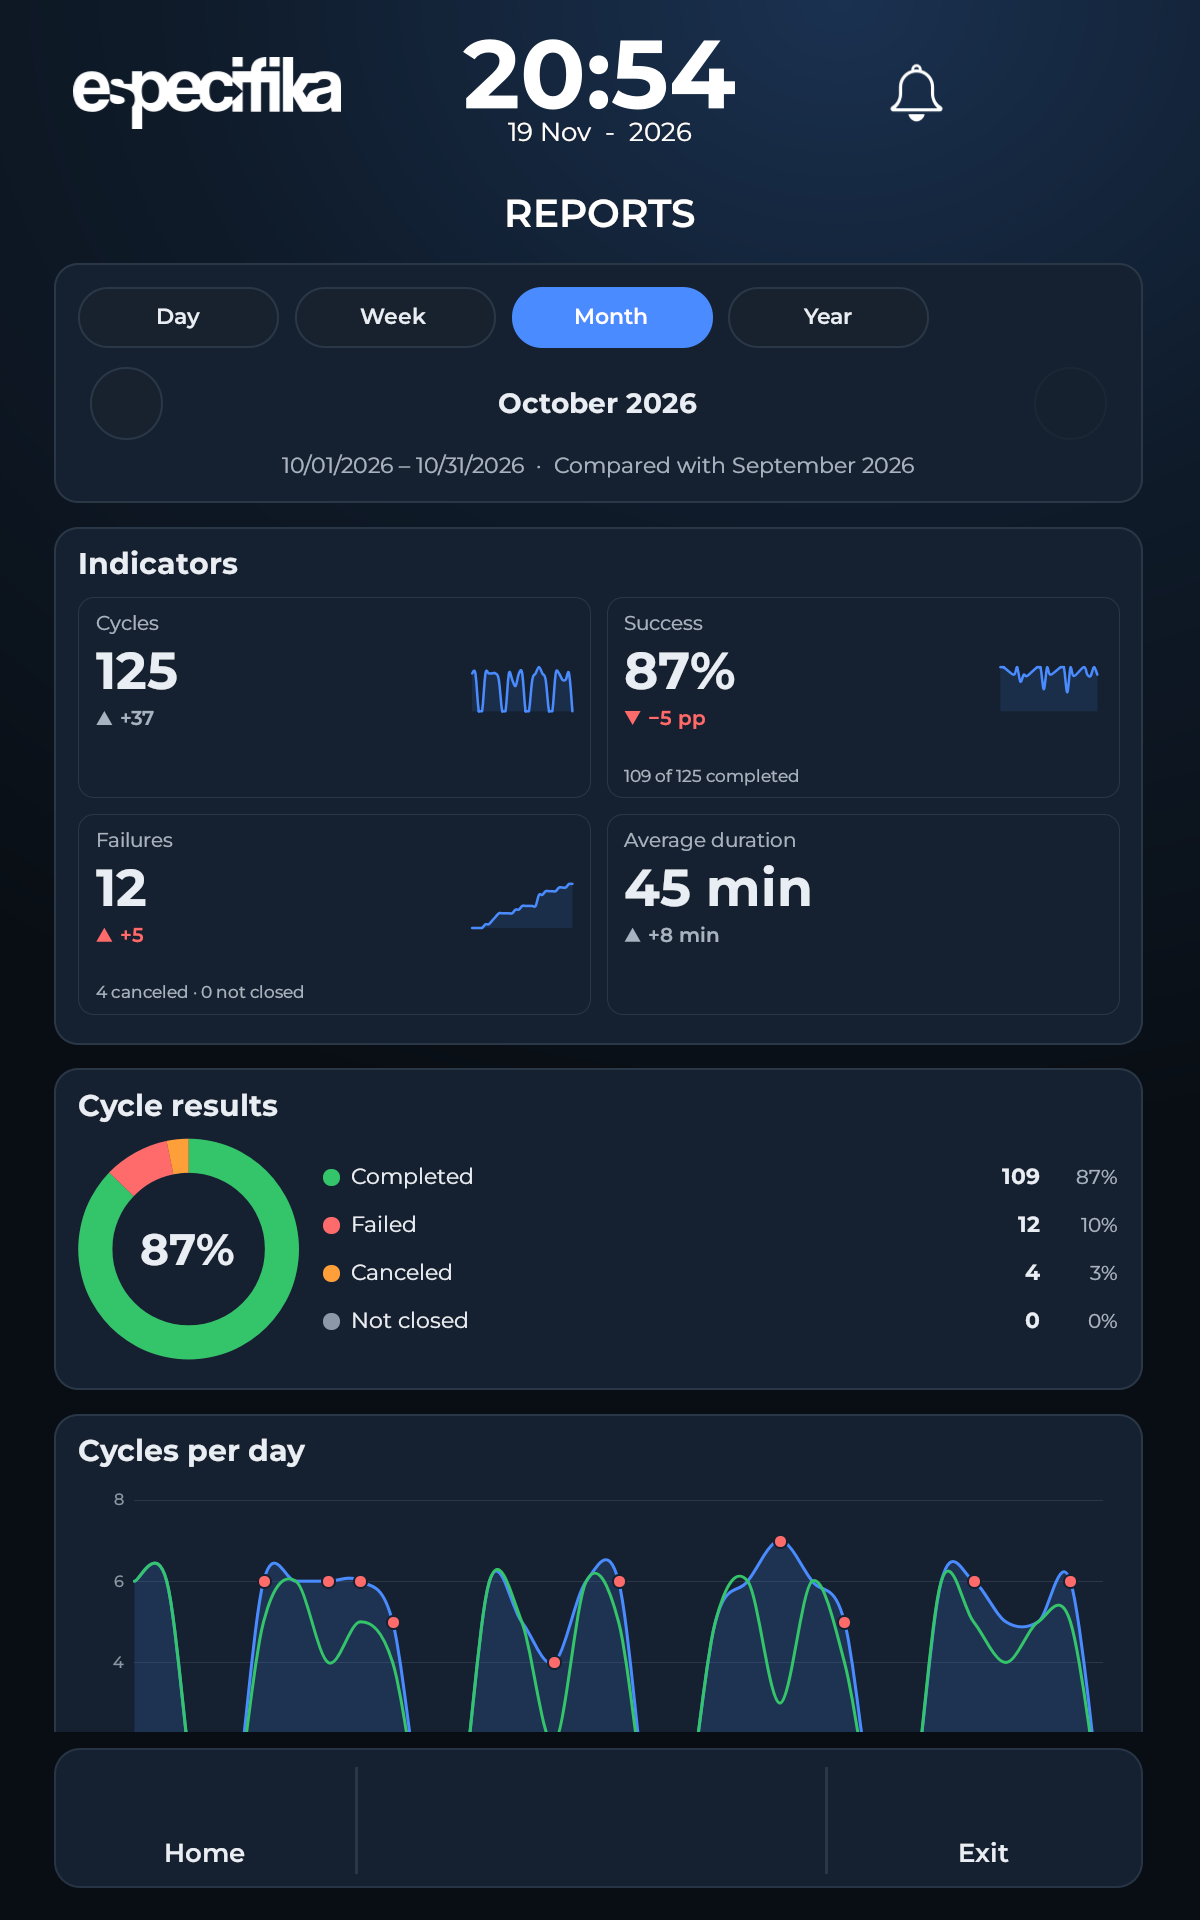 especifika
20:54
19 Nov - 2026
REPORTS
Day
Week
Month
Year
October 2026
10/01/2026 – 10/31/2026 · Compared with September 2026
Indicators
Cycles
125
▲ +37
Success
87%
▼ −5 pp
109 of 125 completed
Failures
12
▲ +5
4 canceled · 0 not closed
Average duration
45 min
▲ +8 min
Cycle results
87%
Completed 109 87%
Failed 12 10%
Canceled 4 3%
Not closed 0 0%
Cycles per day
8
6
4
Home
Exit